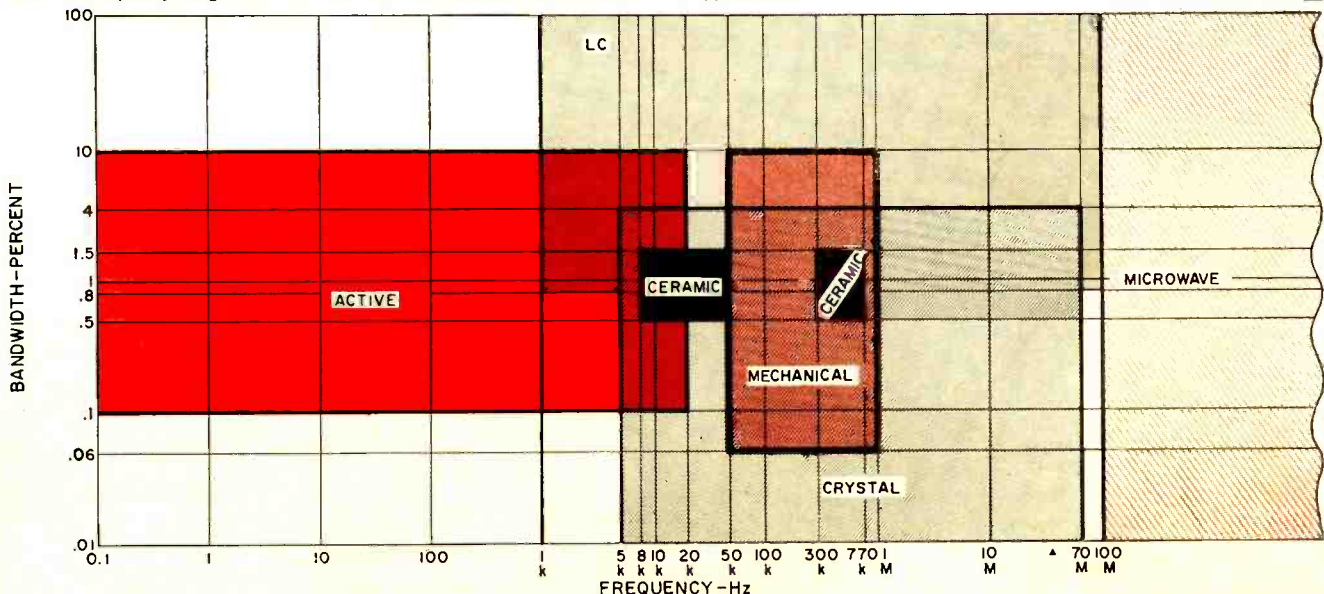 100
LC
10
4
1.5
1
.8
.5
.1
.06
.01
BANDWIDTH-PERCENT
ACTIVE
CERAMIC
CERAMIC
MECHANICAL
CRYSTAL
MICROWAVE
0.1 1 10 100 1 k 5 k 8 k 10 k 20 k 50 k 100 k 300 k 770 k 1 M 10 M ▲ 70 M 100 M
FREQUENCY-Hz